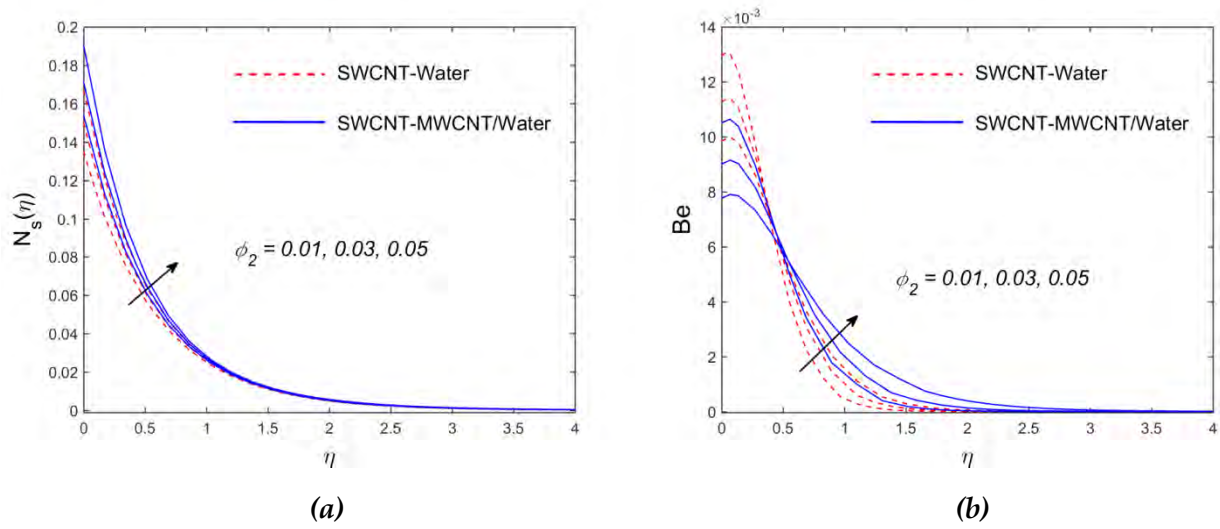 0.2
0.18
0.16
0.14
0.12
0.1
0.08
0.06
0.04
0.02
0
Nₛ(η)
SWCNT-Water
SWCNT-MWCNT/Water
ϕ₂ = 0.01, 0.03, 0.05
0 0.5 1 1.5 2 2.5 3 3.5 4
η
(a)
×10⁻³
14
12
10
8
6
4
2
0
Be
SWCNT-Water
SWCNT-MWCNT/Water
ϕ₂ = 0.01, 0.03, 0.05
0 0.5 1 1.5 2 2.5 3 3.5 4
η
(b)